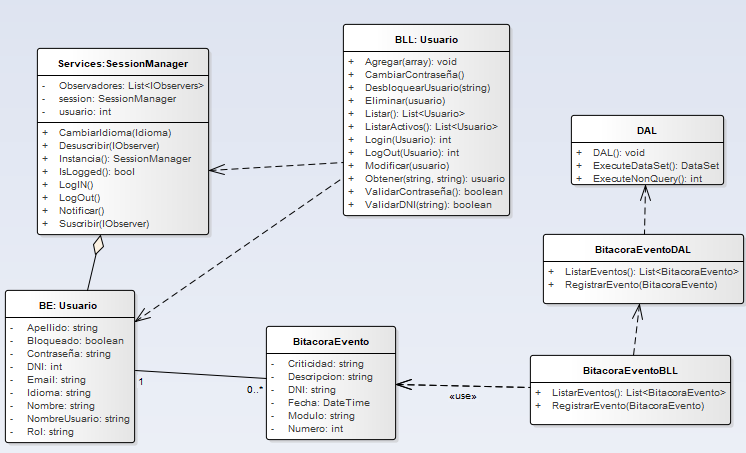 Services:SessionManager
- Observadores: List<IObservers>
- session: SessionManager
- usuario: int
+ CambiarIdioma(Idioma)
+ Desuscribir(IObserver)
+ Instancia(): SessionManager
+ IsLogged(): bool
+ LogIN()
+ LogOut()
+ Notificar()
+ Suscribir(IObserver)
BLL: Usuario
+ Agregar(array): void
+ CambiarContraseña()
+ DesbloquearUsuario(string)
+ Eliminar(usuario)
+ Listar(): List<Usuario>
+ ListarActivos(): List<Usuario>
+ Login(Usuario): int
+ LogOut(Usuario): int
+ Modificar(usuario)
+ Obtener(string, string): usuario
+ ValidarContraseña(): boolean
+ ValidarDNI(string): boolean
DAL
+ DAL(): void
+ ExecuteDataSet(): DataSet
+ ExecuteNonQuery(): int
BitacoraEventoDAL
+ ListarEventos(): List<BitacoraEvento>
+ RegistrarEvento(BitacoraEvento)
BE: Usuario
- Apellido: string
- Bloqueado: boolean
- Contraseña: string
- DNI: int
- Email: string
- Idioma: string
- Nombre: string
- NombreUsuario: string
- Rol: string
1
0..*
BitacoraEvento
- Criticidad: string
- Descripcion: string
- DNI: string
- Fecha: DateTime
- Modulo: string
- Numero: int
«use»
BitacoraEventoBLL
+ ListarEventos(): List<BitacoraEvento>
+ RegistrarEvento(BitacoraEvento)